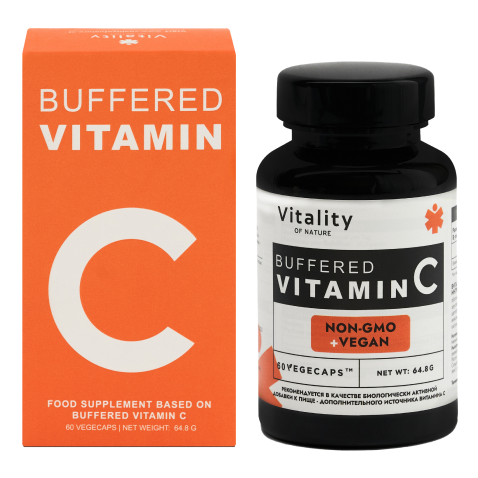 Vitality
BUFFERED
VITAMIN
C
FOOD SUPPLEMENT BASED ON
BUFFERED VITAMIN C
60 VEGECAPS | NET WEIGHT: 64.8 G
Vitality
OF NATURE
BUFFERED
VITAMIN C
NON-GMO
+VEGAN
60 VEGECAPS™
NET WT: 64.8G
РЕКОМЕНДУЕТСЯ В КАЧЕСТВЕ БИОЛОГИЧЕСКИ АКТИВНОЙ
ДОБАВКИ К ПИЩЕ - ДОПОЛНИТЕЛЬНОГО ИСТОЧНИКА ВИТАМИНА С